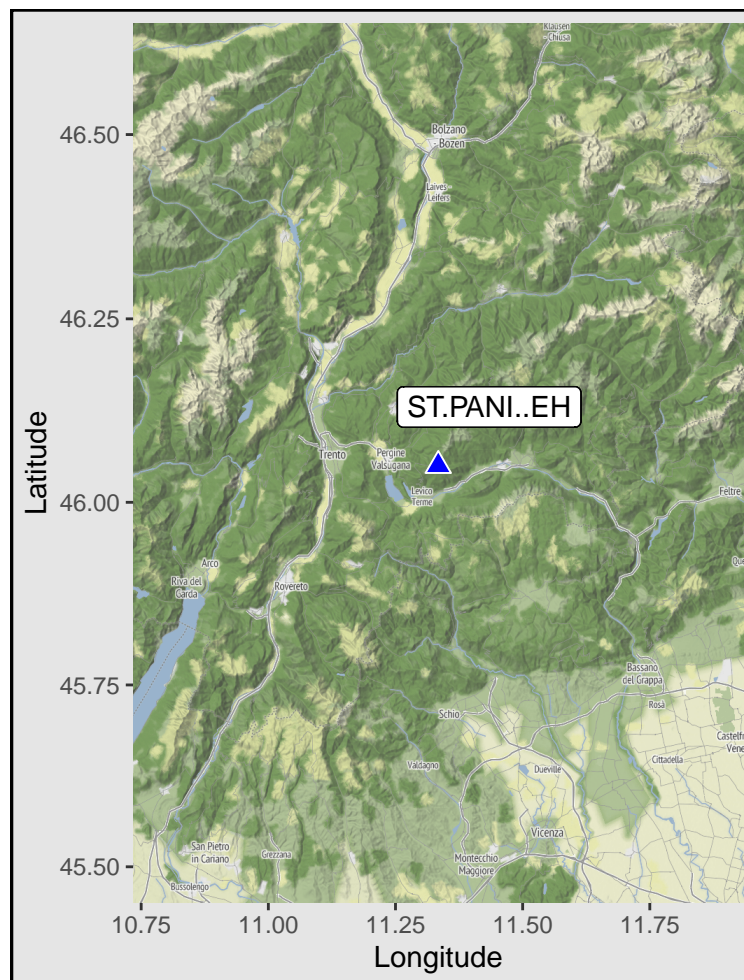 Klausen
- Chiusa
46.50
Bolzano
- Bozen
Laives -
Leifers
46.25
ST.PANI..EH
Latitude
Trento
Pergine
Valsugana
46.00
Levico
Terme
Feltre
Arco
Riva del
Garda
Rovereto
45.75
Bassano
del Grappa
Rosà
Schio
Castelfr
Vene
Cittadella
Valdagno
Dueville
Vicenza
45.50
San Pietro
in Cariano
Grezzana
Montecchio
Maggiore
Bussolengo
10.75
11.00
11.25
11.50
11.75
Longitude